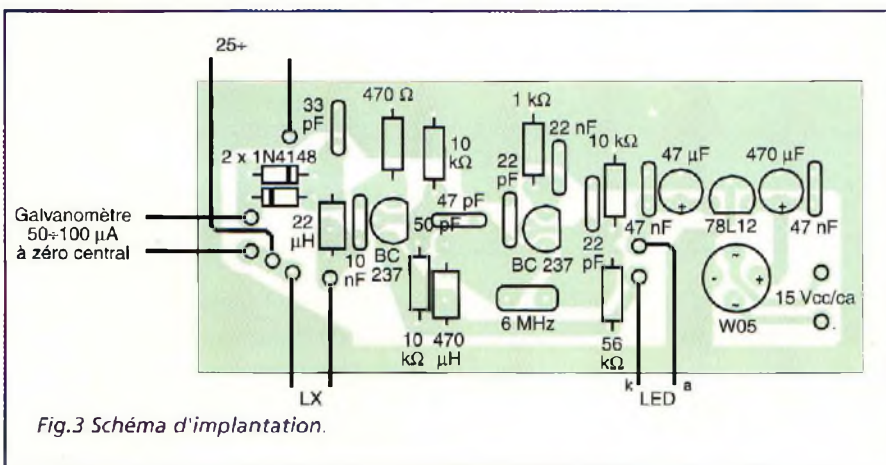 25÷
33
pF
470 Ω
10
kΩ
1 kΩ
22 nF
10 kΩ
47 µF
470 µF
2 x 1N4148
22
pF
47 pF
Galvanomètre
50÷100 µA
à zéro central
22
µH
50 pF
47 nF
78L12
47 nF
10
nF
BC
237
BC 237
22
pF
- ~ + ~
15 Vcc/ca
W05
6 MHz
10
kΩ
470
µH
56
kΩ
LX
k
LED
a
Fig.3 Schéma d'implantation.